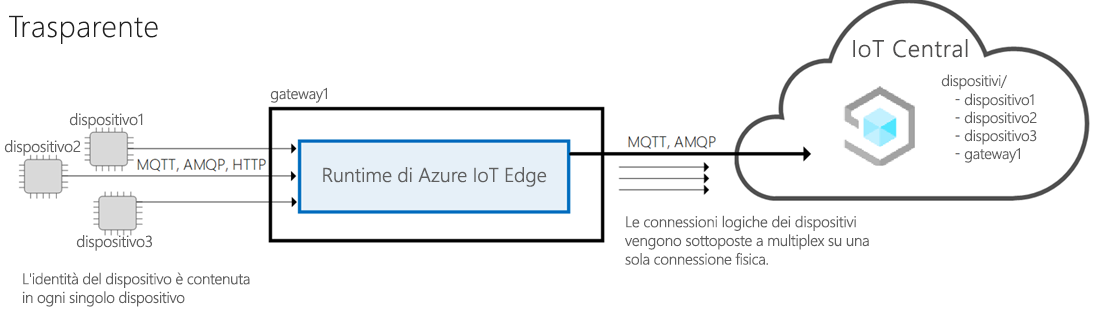 Trasparente
dispositivo1
dispositivo2
dispositivo3
MQTT, AMQP, HTTP
L'identità del dispositivo è contenuta
in ogni singolo dispositivo
gateway1
Runtime di Azure IoT Edge
MQTT, AMQP
Le connessioni logiche dei dispositivi
vengono sottoposte a multiplex su una
sola connessione fisica.
IoT Central
dispositivi/
- dispositivo1
- dispositivo2
- dispositivo3
- gateway1